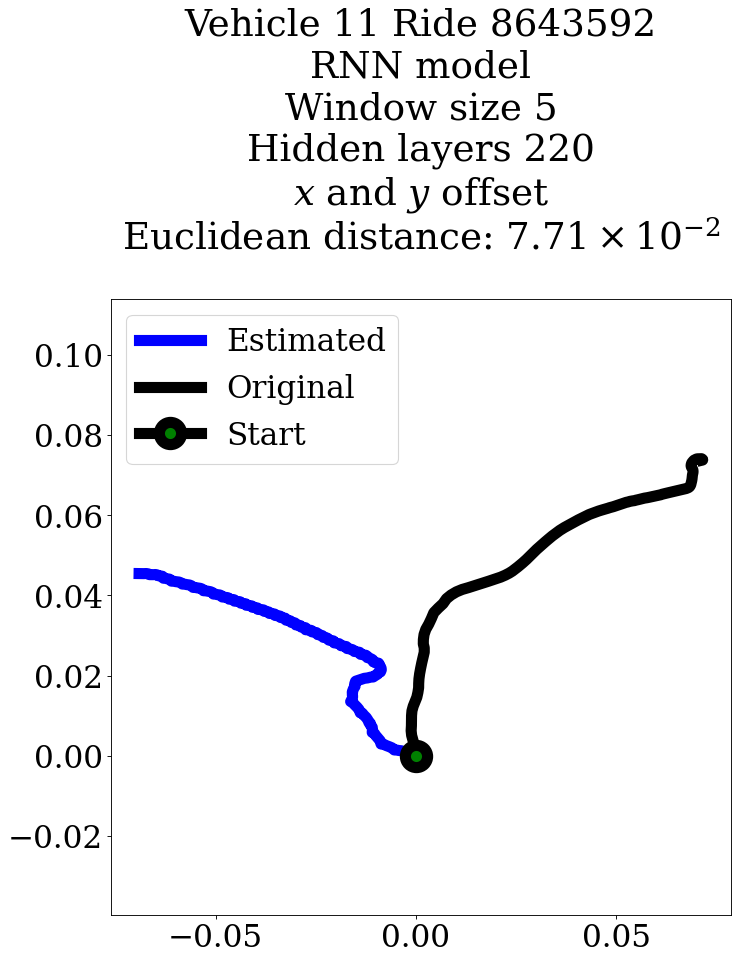 Vehicle 11 Ride 8643592
RNN model
Window size 5
Hidden layers 220
x and y offset
Euclidean distance: 7.71 × 10⁻²
Estimated
Original
Start
0.10
0.08
0.06
0.04
0.02
0.00
−0.02
−0.05 0.00 0.05